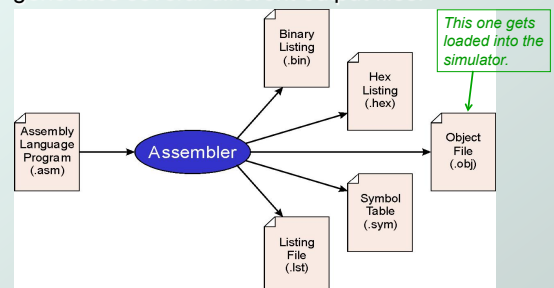 Binary
Listing
(.bin)
This one gets
loaded into the
simulator.
Hex
Listing
(.hex)
Assembly
Language
Program
(.asm)
Assembler
Object
File
(.obj)
Symbol
Table
(.sym)
Listing
File
(.lst)